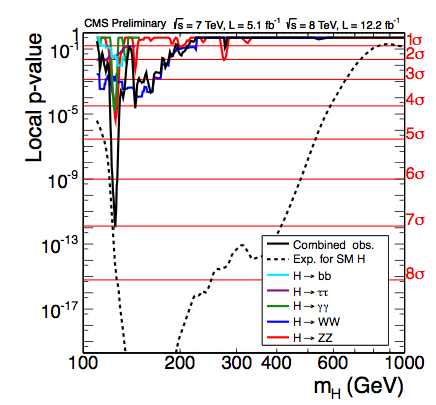 CMS Preliminary √s = 7 TeV, L = 5.1 fb⁻¹ √s = 8 TeV, L = 12.2 fb⁻¹
Local p-value
1
10⁻¹
10⁻⁵
10⁻⁹
10⁻¹³
10⁻¹⁷
1σ
2σ
3σ
4σ
5σ
6σ
7σ
8σ
Combined obs.
Exp. for SM H
H → bb
H → ττ
H → γγ
H → WW
H → ZZ
100 200 300 400 600 1000
m_H (GeV)